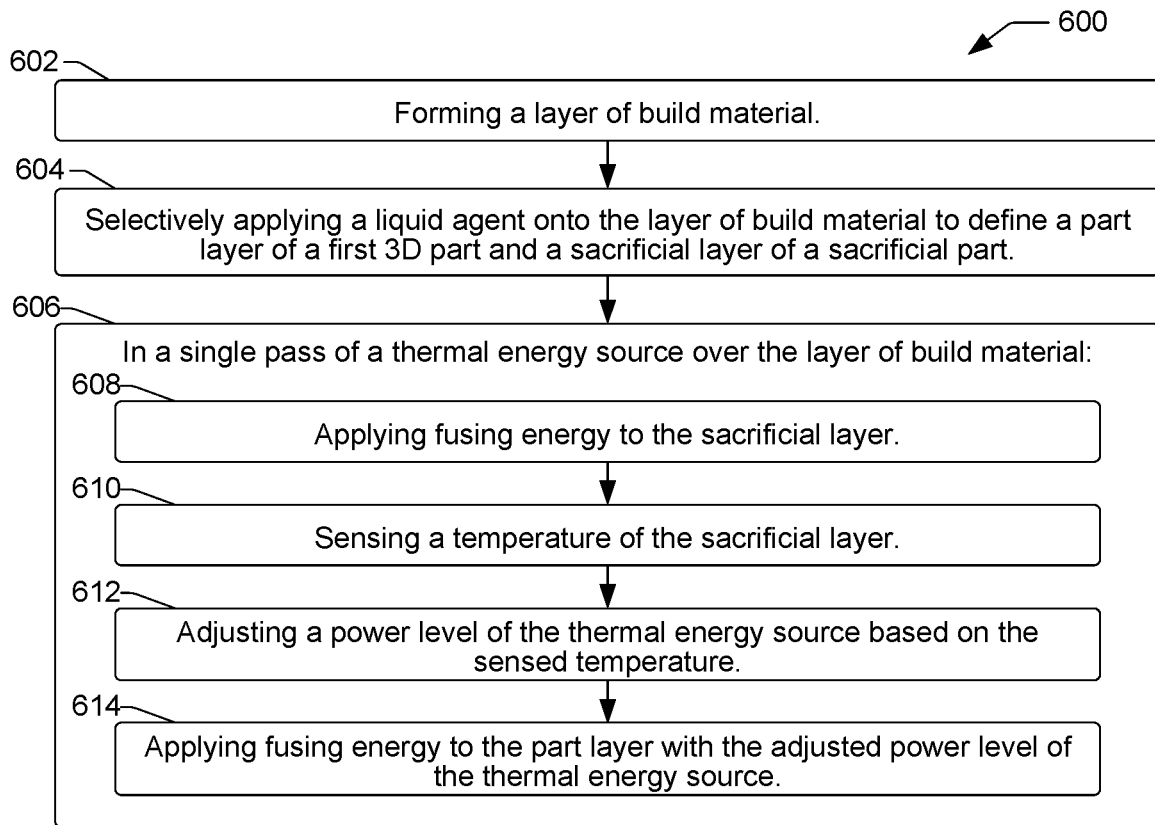 600
602
Forming a layer of build material.
604
Selectively applying a liquid agent onto the layer of build material to define a part
layer of a first 3D part and a sacrificial layer of a sacrificial part.
606
In a single pass of a thermal energy source over the layer of build material:
608
Applying fusing energy to the sacrificial layer.
610
Sensing a temperature of the sacrificial layer.
612
Adjusting a power level of the thermal energy source based on the
sensed temperature.
614
Applying fusing energy to the part layer with the adjusted power level of
the thermal energy source.